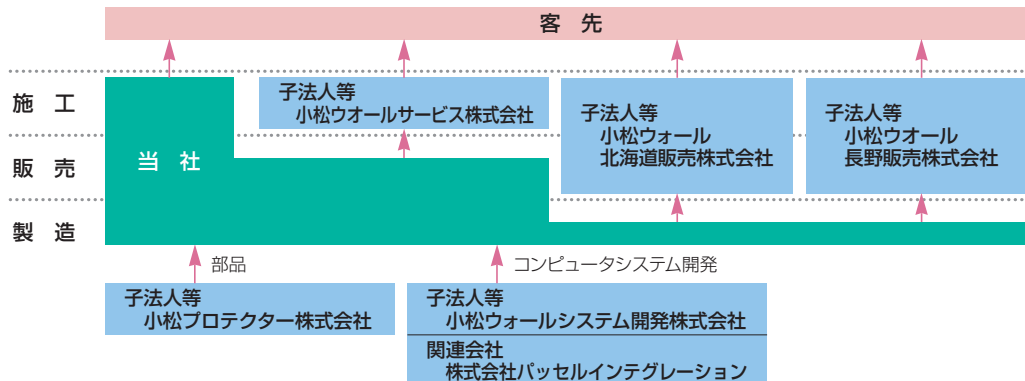 客 先
施 工
子法人等
小松ウオールサービス株式会社
子法人等
小松ウォール
北海道販売株式会社
子法人等
小松ウオール
長野販売株式会社
当 社
販 売
製 造
部品
コンピュータシステム開発
子法人等
小松プロテクター株式会社
子法人等
小松ウォールシステム開発株式会社
関連会社
株式会社パッセルインテグレーション